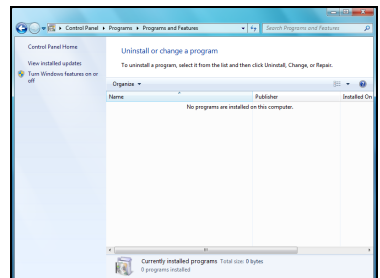 Control Panel ▸ Programs ▸ Programs and Features
Search Programs and Features
Control Panel Home
View installed updates
Turn Windows features on or
off
Uninstall or change a program
To uninstall a program, select it from the list and then click Uninstall, Change, or Repair.
Organize
Name
Publisher
Installed On
No programs are installed on this computer.
Currently installed programs Total size: 0 bytes
0 programs installed